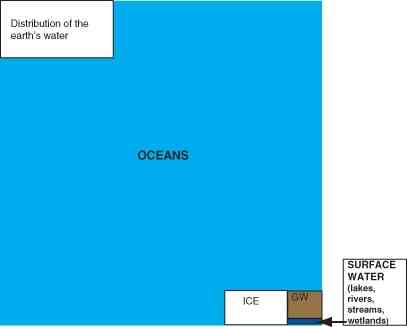 Distribution of the
earth's water
OCEANS
ICE
GW
SURFACE
WATER
(lakes,
rivers,
streams,
wetlands)